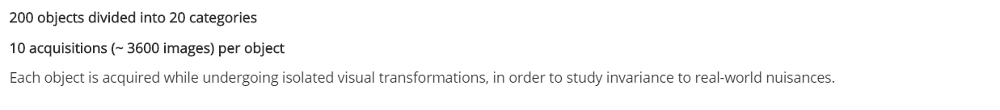 200 objects divided into 20 categories
10 acquisitions (~ 3600 images) per object
Each object is acquired while undergoing isolated visual transformations, in order to study invariance to real-world nuisances.